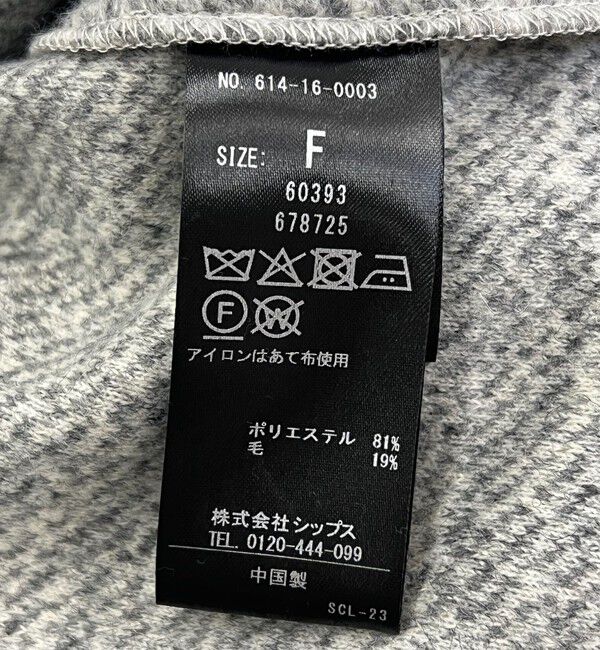 NO. 614-16-0003
SIZE: F
60393
678725
F W
アイロンはあて布使用
ポリエステル 81%
毛 19%
株式会社シップス
TEL. 0120-444-099
中国製
SCL-23